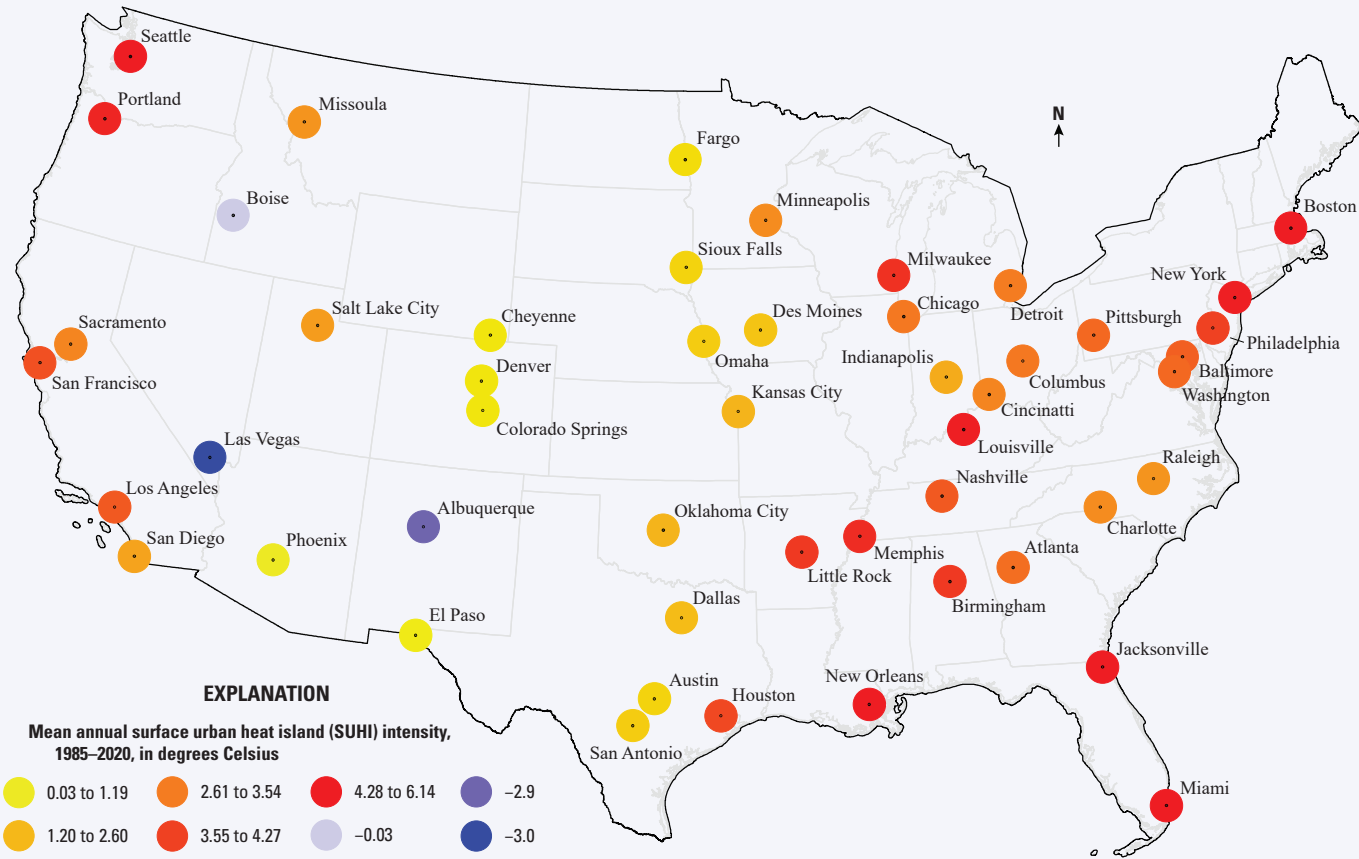 Seattle
Portland
Missoula
Fargo
N
Boise
Minneapolis
Boston
Sioux Falls
Milwaukee
New York
Salt Lake City
Cheyenne
Des Moines
Chicago
Detroit
Pittsburgh
Sacramento
Philadelphia
San Francisco
Denver
Omaha
Indianapolis
Columbus
Baltimore
Kansas City
Cincinatti
Washington
Colorado Springs
Las Vegas
Louisville
Raleigh
Los Angeles
Nashville
Albuquerque
Oklahoma City
Charlotte
San Diego
Phoenix
Memphis
Atlanta
Little Rock
Birmingham
Dallas
El Paso
Jacksonville
Austin
New Orleans
Houston
San Antonio
Miami
EXPLANATION
Mean annual surface urban heat island (SUHI) intensity,
1985–2020, in degrees Celsius
0.03 to 1.19
2.61 to 3.54
4.28 to 6.14
−2.9
1.20 to 2.60
3.55 to 4.27
−0.03
−3.0